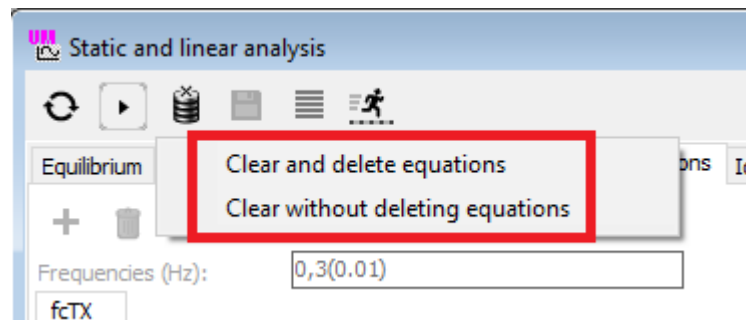 UM
Static and linear analysis
Equilibrium
Clear and delete equations
Clear without deleting equations
Frequencies (Hz):
0,3(0.01)
fcTX